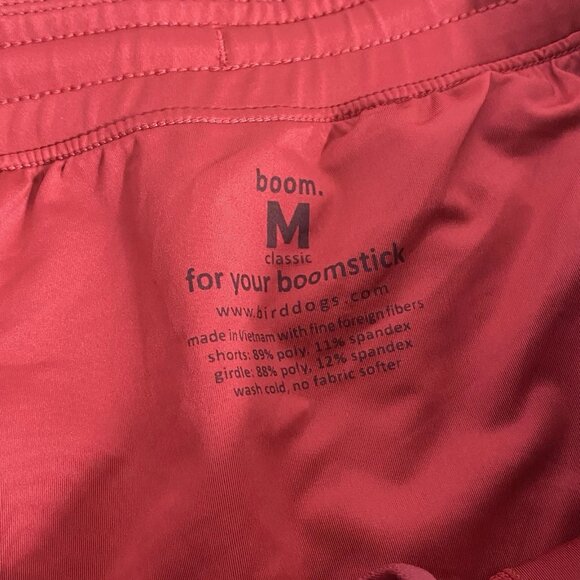 boom.
M
classic
for your boomstick
www.birddogs.com
made in Vietnam with fine foreign fibers
shorts: 89% poly, 11% spandex
girdle: 88% poly, 12% spandex
wash cold, no fabric softer